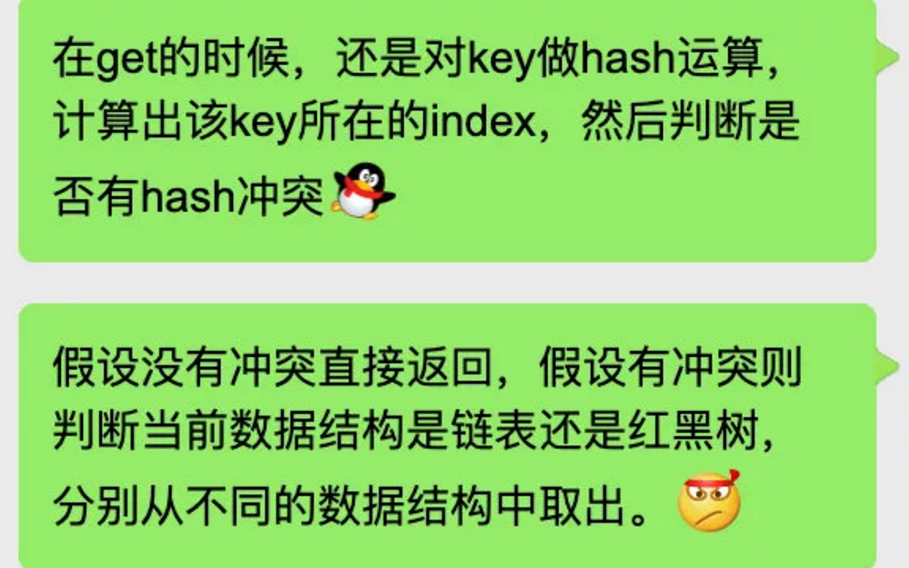 在get的时候，还是对key做hash运算，
计算出该key所在的index，然后判断是
否有hash冲突
假设没有冲突直接返回，假设有冲突则
判断当前数据结构是链表还是红黑树，
分别从不同的数据结构中取出。